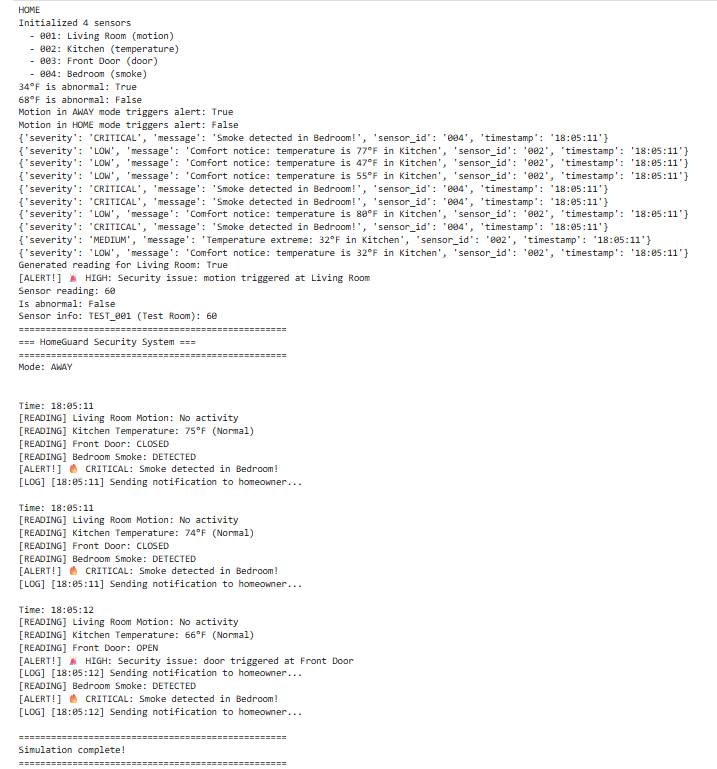 HOME
Initialized 4 sensors
- 001: Living Room (motion)
- 002: Kitchen (temperature)
- 003: Front Door (door)
- 004: Bedroom (smoke)
34°F is abnormal: True
68°F is abnormal: False
Motion in AWAY mode triggers alert: True
Motion in HOME mode triggers alert: False
{'severity': 'CRITICAL', 'message': 'Smoke detected in Bedroom!', 'sensor_id': '004', 'timestamp': '18:05:11'}
{'severity': 'LOW', 'message': 'Comfort notice: temperature is 77°F in Kitchen', 'sensor_id': '002', 'timestamp': '18:05:11'}
{'severity': 'LOW', 'message': 'Comfort notice: temperature is 47°F in Kitchen', 'sensor_id': '002', 'timestamp': '18:05:11'}
{'severity': 'LOW', 'message': 'Comfort notice: temperature is 55°F in Kitchen', 'sensor_id': '002', 'timestamp': '18:05:11'}
{'severity': 'CRITICAL', 'message': 'Smoke detected in Bedroom!', 'sensor_id': '004', 'timestamp': '18:05:11'}
{'severity': 'CRITICAL', 'message': 'Smoke detected in Bedroom!', 'sensor_id': '004', 'timestamp': '18:05:11'}
{'severity': 'LOW', 'message': 'Comfort notice: temperature is 80°F in Kitchen', 'sensor_id': '002', 'timestamp': '18:05:11'}
{'severity': 'CRITICAL', 'message': 'Smoke detected in Bedroom!', 'sensor_id': '004', 'timestamp': '18:05:11'}
{'severity': 'MEDIUM', 'message': 'Temperature extreme: 32°F in Kitchen', 'sensor_id': '002', 'timestamp': '18:05:11'}
{'severity': 'LOW', 'message': 'Comfort notice: temperature is 32°F in Kitchen', 'sensor_id': '002', 'timestamp': '18:05:11'}
Generated reading for Living Room: True
[ALERT!] 🚨 HIGH: Security issue: motion triggered at Living Room
Sensor reading: 60
Is abnormal: False
Sensor info: TEST_001 (Test Room): 60
==================================================
=== HomeGuard Security System ===
==================================================
Mode: AWAY
Time: 18:05:11
[READING] Living Room Motion: No activity
[READING] Kitchen Temperature: 75°F (Normal)
[READING] Front Door: CLOSED
[READING] Bedroom Smoke: DETECTED
[ALERT!] 🔥 CRITICAL: Smoke detected in Bedroom!
[LOG] [18:05:11] Sending notification to homeowner...
Time: 18:05:11
[READING] Living Room Motion: No activity
[READING] Kitchen Temperature: 74°F (Normal)
[READING] Front Door: CLOSED
[READING] Bedroom Smoke: DETECTED
[ALERT!] 🔥 CRITICAL: Smoke detected in Bedroom!
[LOG] [18:05:11] Sending notification to homeowner...
Time: 18:05:12
[READING] Living Room Motion: No activity
[READING] Kitchen Temperature: 66°F (Normal)
[READING] Front Door: OPEN
[ALERT!] 🚨 HIGH: Security issue: door triggered at Front Door
[LOG] [18:05:12] Sending notification to homeowner...
[READING] Bedroom Smoke: DETECTED
[ALERT!] 🔥 CRITICAL: Smoke detected in Bedroom!
[LOG] [18:05:12] Sending notification to homeowner...
==================================================
Simulation complete!
==================================================